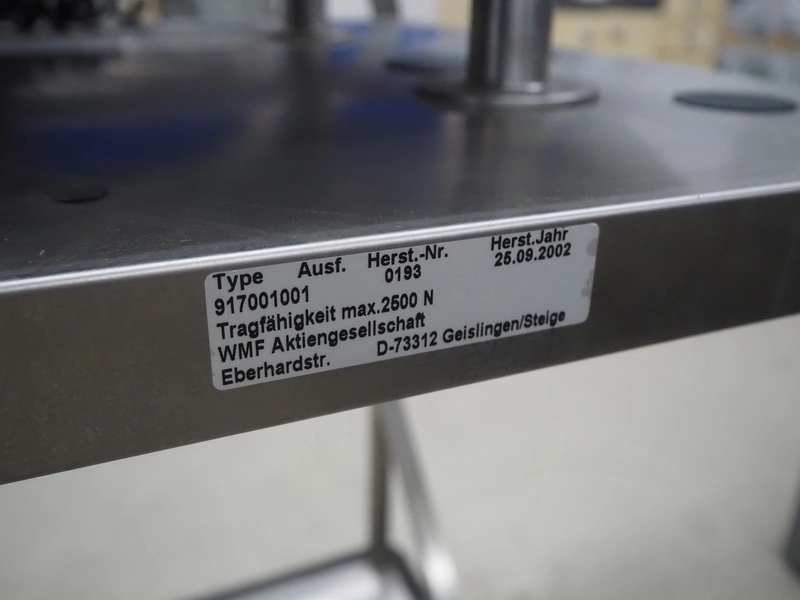 Type Ausf. Herst.-Nr. Herst.Jahr
917001001 0193 25.09.2002
Tragfähigkeit max.2500 N
WMF Aktiengesellschaft
Eberhardstr. D-73312 Geislingen/Steige